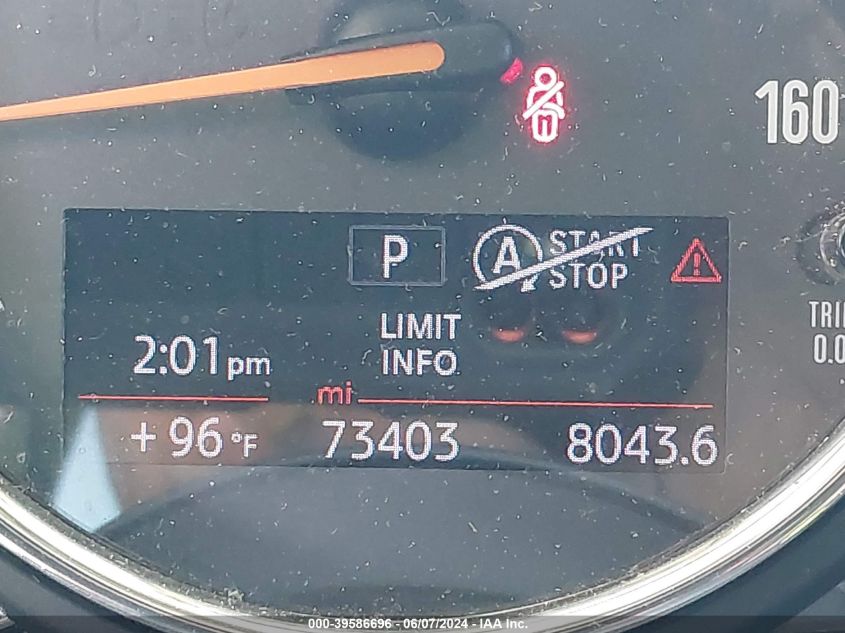 160
P
A START
STOP
LIMIT
INFO
2:01 pm
mi
+ 96 °F 73403 8043.6
000-39586696 06/07/2024 - IAA Inc.